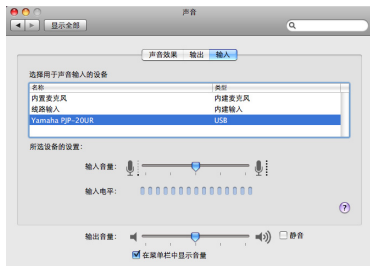 声音
显示全部
声音效果 输出 输入
选择用于声音输入的设备
名称 类型
内置麦克风 内建麦克风
线路输入 内建输入
Yamaha PJP-20UR USB
所选设备的设置：
输入音量：
输入电平：
?
输出音量： 静音
在菜单栏中显示音量